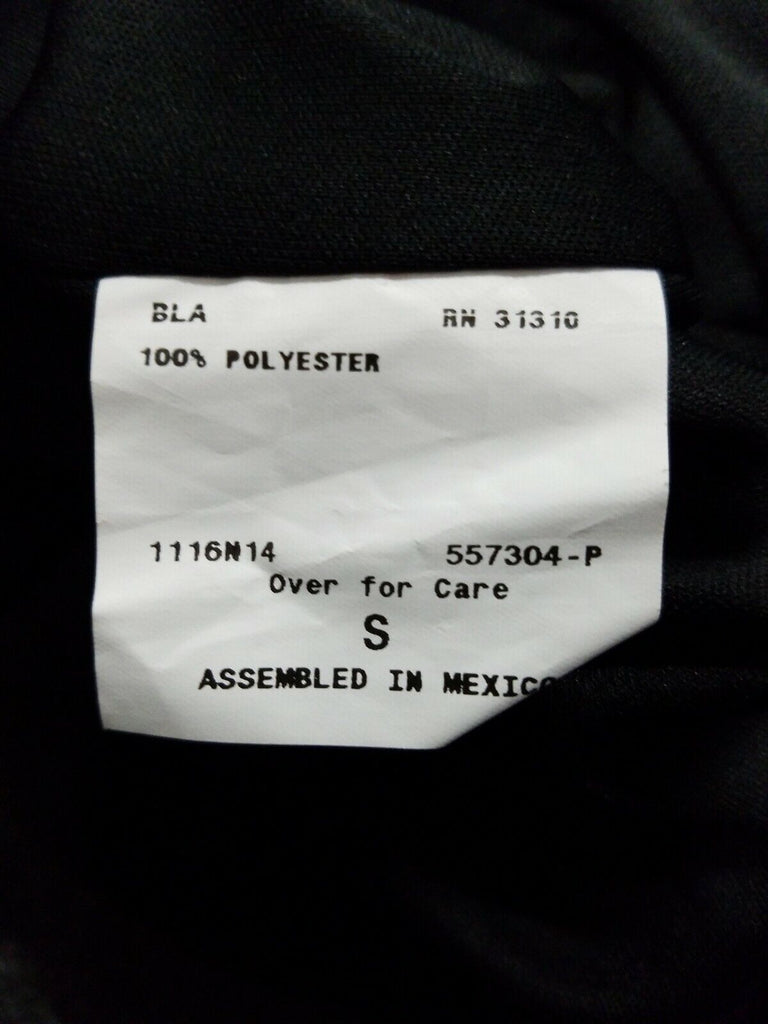 BLA RN 31310
100% POLYESTER
1116N14 557304-P
Over for Care
S
ASSEMBLED IN MEXICO